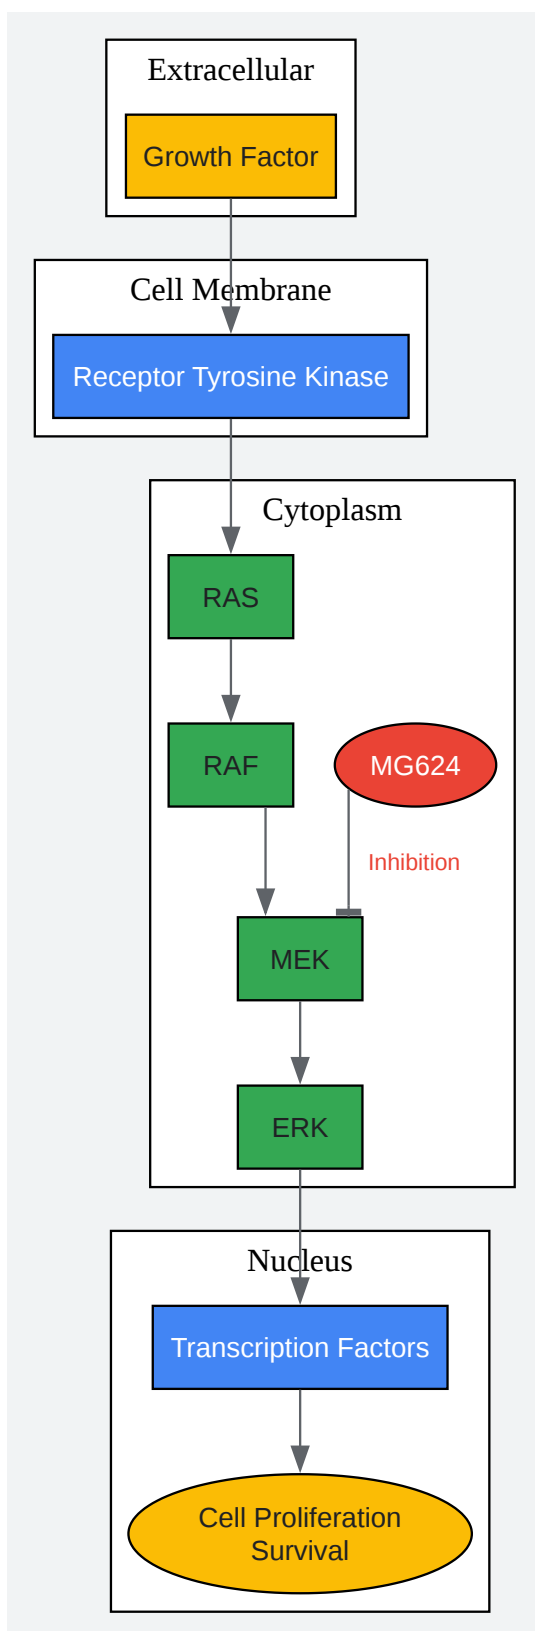 Extracellular
Growth Factor
Cell Membrane
Receptor Tyrosine Kinase
Cytoplasm
RAS
RAF
MG624
Inhibition
MEK
ERK
Nucleus
Transcription Factors
Cell Proliferation
Survival